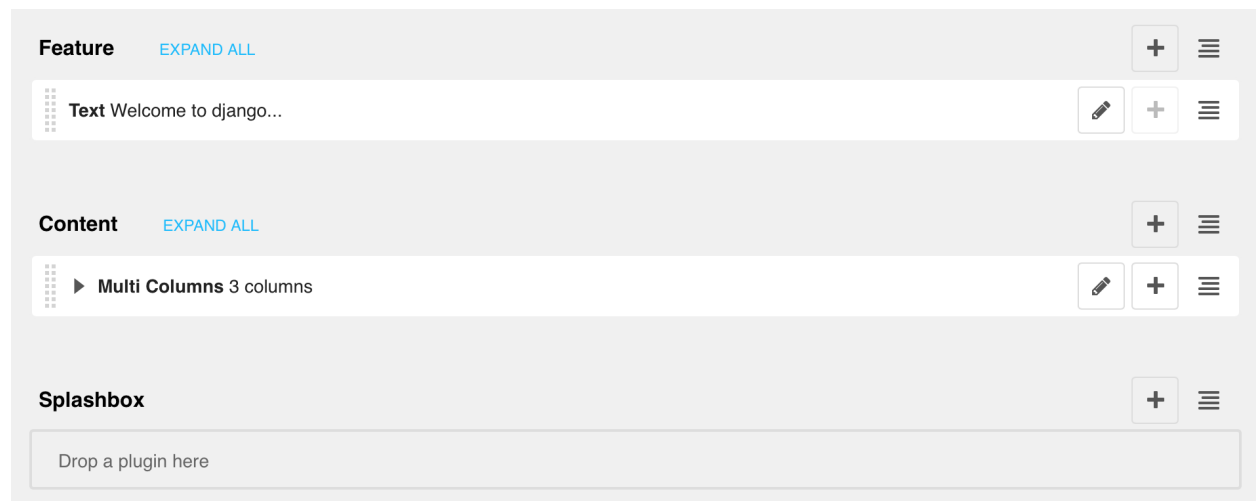 Feature EXPAND ALL
Text Welcome to django...
Content EXPAND ALL
Multi Columns 3 columns
Splashbox
Drop a plugin here